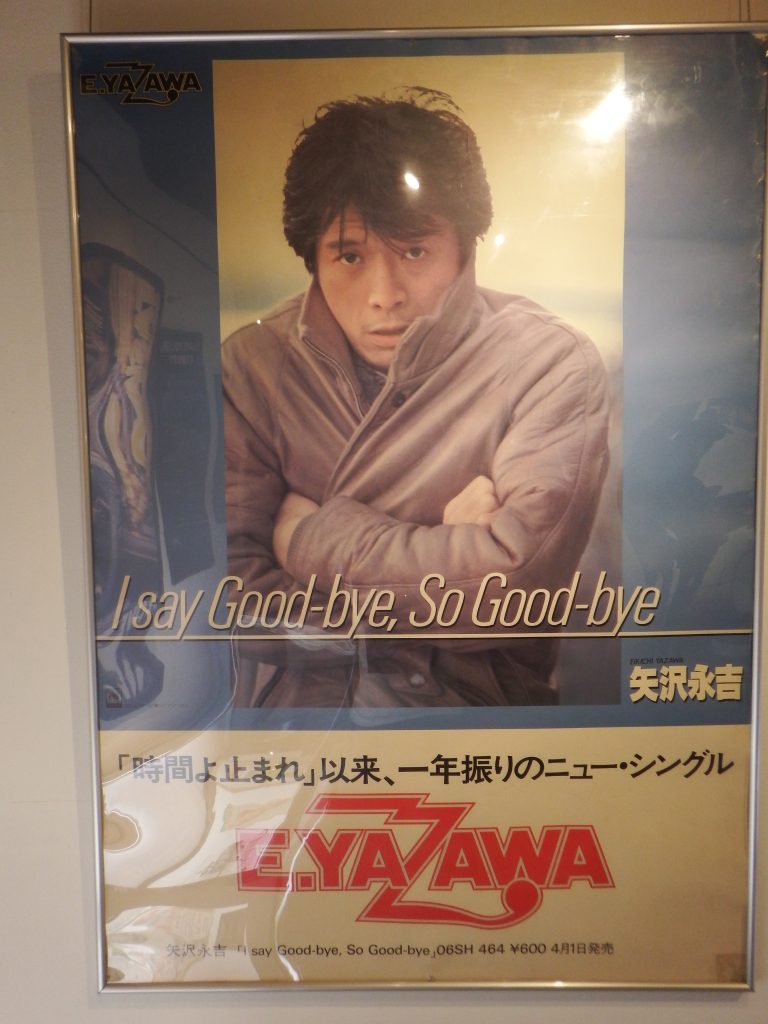 E.YAZAWA
I say Good-bye, So Good-bye
EIKICHI YAZAWA
矢沢永吉
「時間よ止まれ」以来、一年振りのニュー・シングル
E.YAZAWA
矢沢永吉 「I say Good-bye, So Good-bye」06SH 464 ¥600 4月1日発売